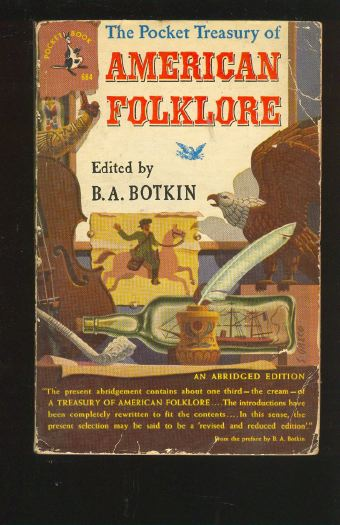 The Pocket Treasury of
POCKET BOOK
684
AMERICAN
FOLKLORE
Edited by
B.A. BOTKIN
AN ABRIDGED EDITION
"The present abridgement contains about one third—the cream—of
A TREASURY OF AMERICAN FOLKLORE....The introductions have
been completely rewritten to fit the contents.... In this sense, the
present selection may be said to be a 'revised and reduced edition'"
From the preface by B. A. Botkin